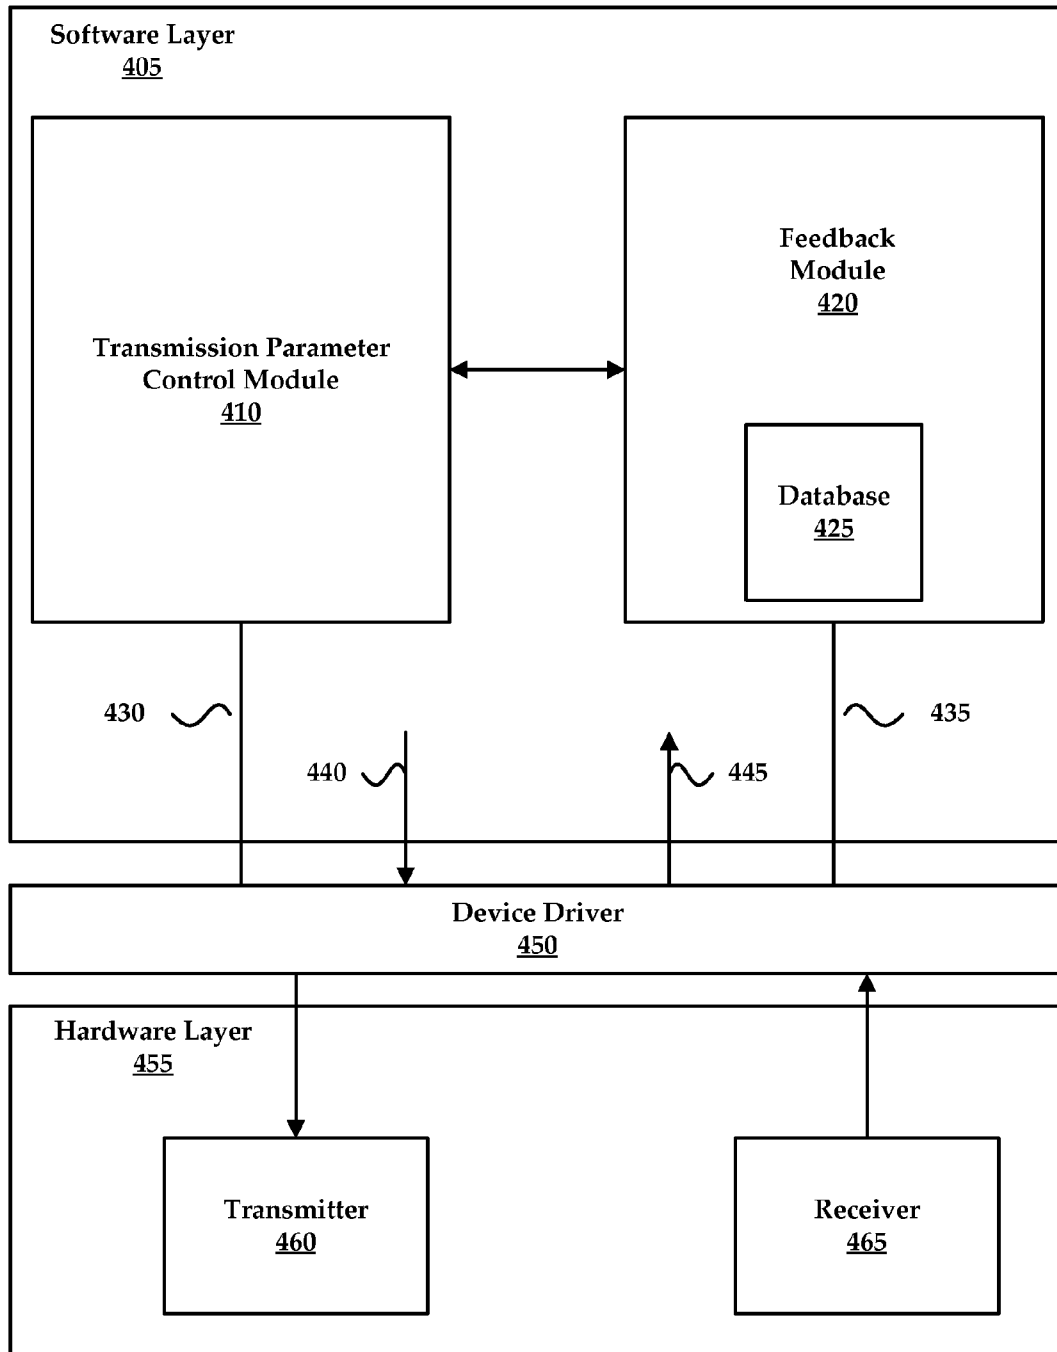 Software Layer
405
Transmission Parameter
Control Module
410
Feedback
Module
420
Database
425
430
435
440
445
Device Driver
450
Hardware Layer
455
Transmitter
460
Receiver
465